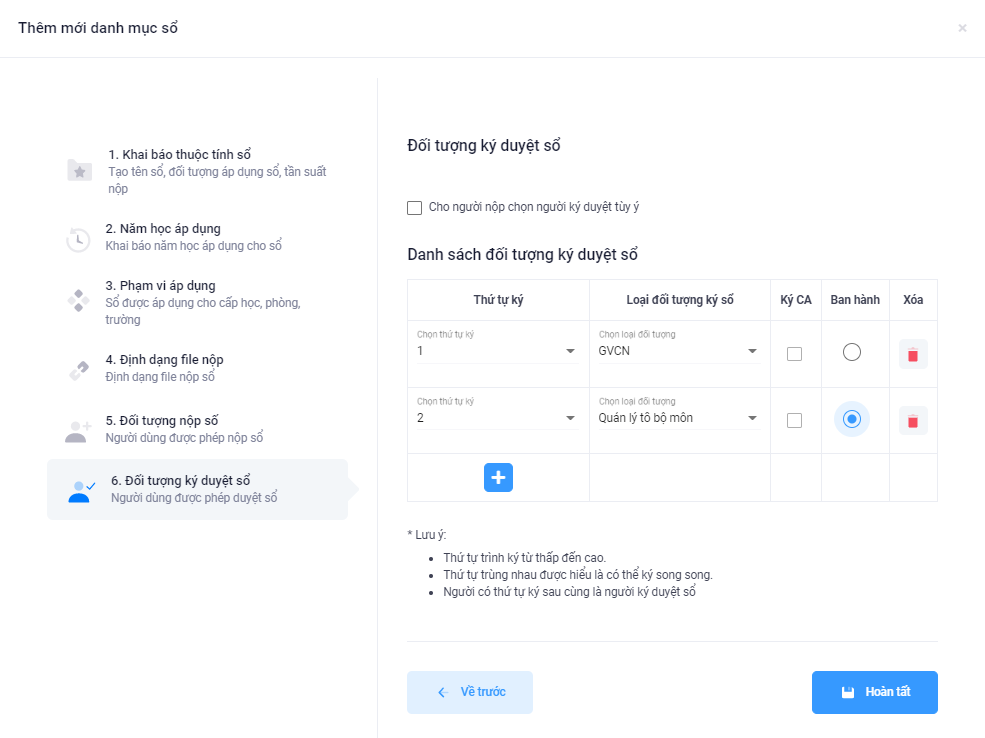 Thêm mới danh mục sổ
×
1. Khai báo thuộc tính sổ
Tạo tên sổ, đối tượng áp dụng sổ, tần suất
nộp
2. Năm học áp dụng
Khai báo năm học áp dụng cho sổ
3. Phạm vi áp dụng
Sổ được áp dụng cho cấp học, phòng,
trường
4. Định dạng file nộp
Định dạng file nộp sổ
5. Đối tượng nộp sổ
Người dùng được phép nộp sổ
6. Đối tượng ký duyệt sổ
Người dùng được phép duyệt sổ
Đối tượng ký duyệt sổ
Cho người nộp chọn người ký duyệt tùy ý
Danh sách đối tượng ký duyệt sổ
Thứ tự ký Loại đối tượng ký sổ Ký CA Ban hành Xóa
Chọn thứ tự ký Chọn loại đối tượng
1 GVCN
Chọn thứ tự ký Chọn loại đối tượng
2 Quản lý tổ bộ môn
* Lưu ý:
• Thứ tự trình ký từ thấp đến cao.
• Thứ tự trùng nhau được hiểu là có thể ký song song.
• Người có thứ tự ký sau cùng là người ký duyệt sổ
Về trước
Hoàn tất